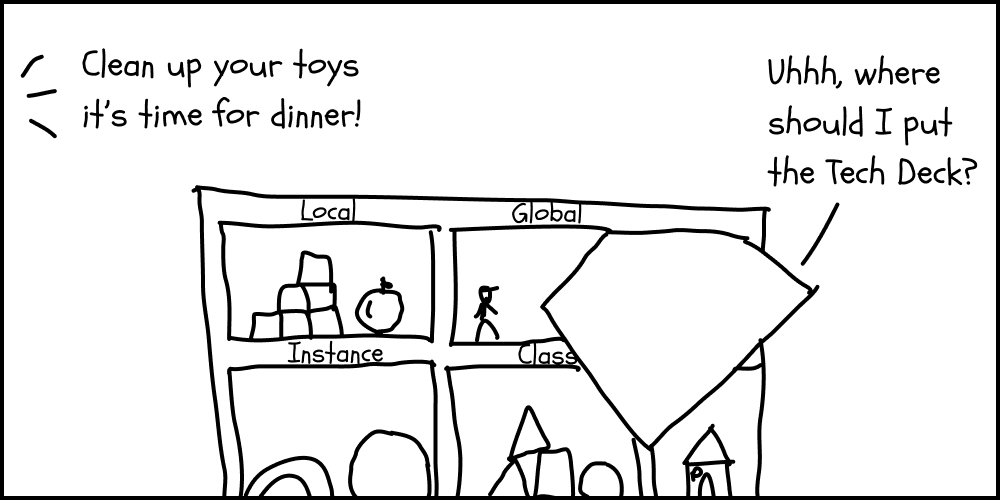 Clean up your toys
it's time for dinner!
Uhhh, where
should I put
the Tech Deck?
Local
Global
Instance
Class